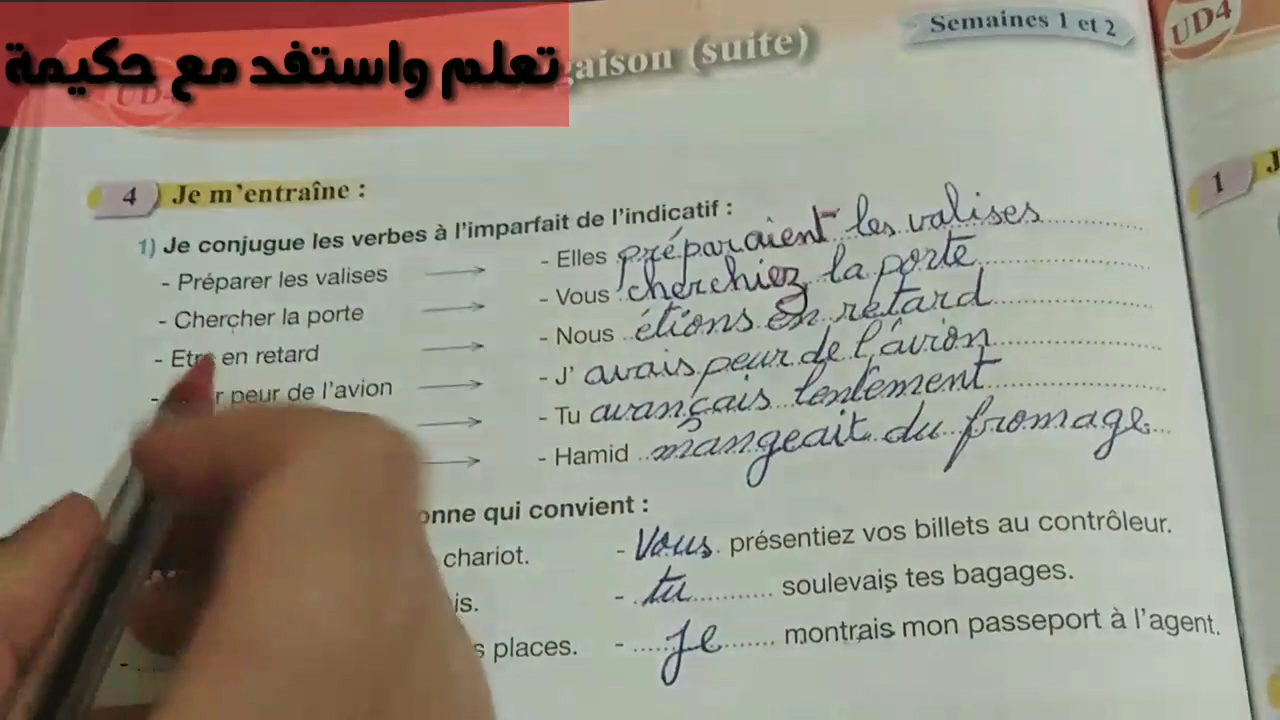 تعلم واستفد مع حكيمة
UD4
gaison (suite)
Semaines 1 et 2
UD4
4 Je m'entraîne :
1) Je conjugue les verbes à l'imparfait de l'indicatif :
- Préparer les valises → - Elles préparaient les valises
- Chercher la porte → - Vous cherchiez la porte
- Etre en retard → - Nous étions en retard
- r peur de l'avion → - J' avais peur de l'avion
→ - Tu avançais lentement
→ - Hamid mangeait du fromage
onne qui convient :
chariot. - Vous présentiez vos billets au contrôleur.
is. - tu soulevais tes bagages.
s places. - Je montrais mon passeport à l'agent.
1 J